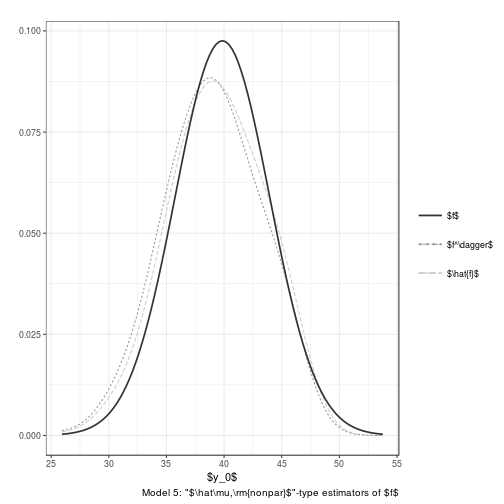 0.100
0.075
0.050
0.025
0.000
25
30
35
40
45
50
55
$y_0$
Model 5: "$\hat\mu,\rm{nonpar}$"-type estimators of $f$
$f$
$f^\dagger$
$\hat{f}$